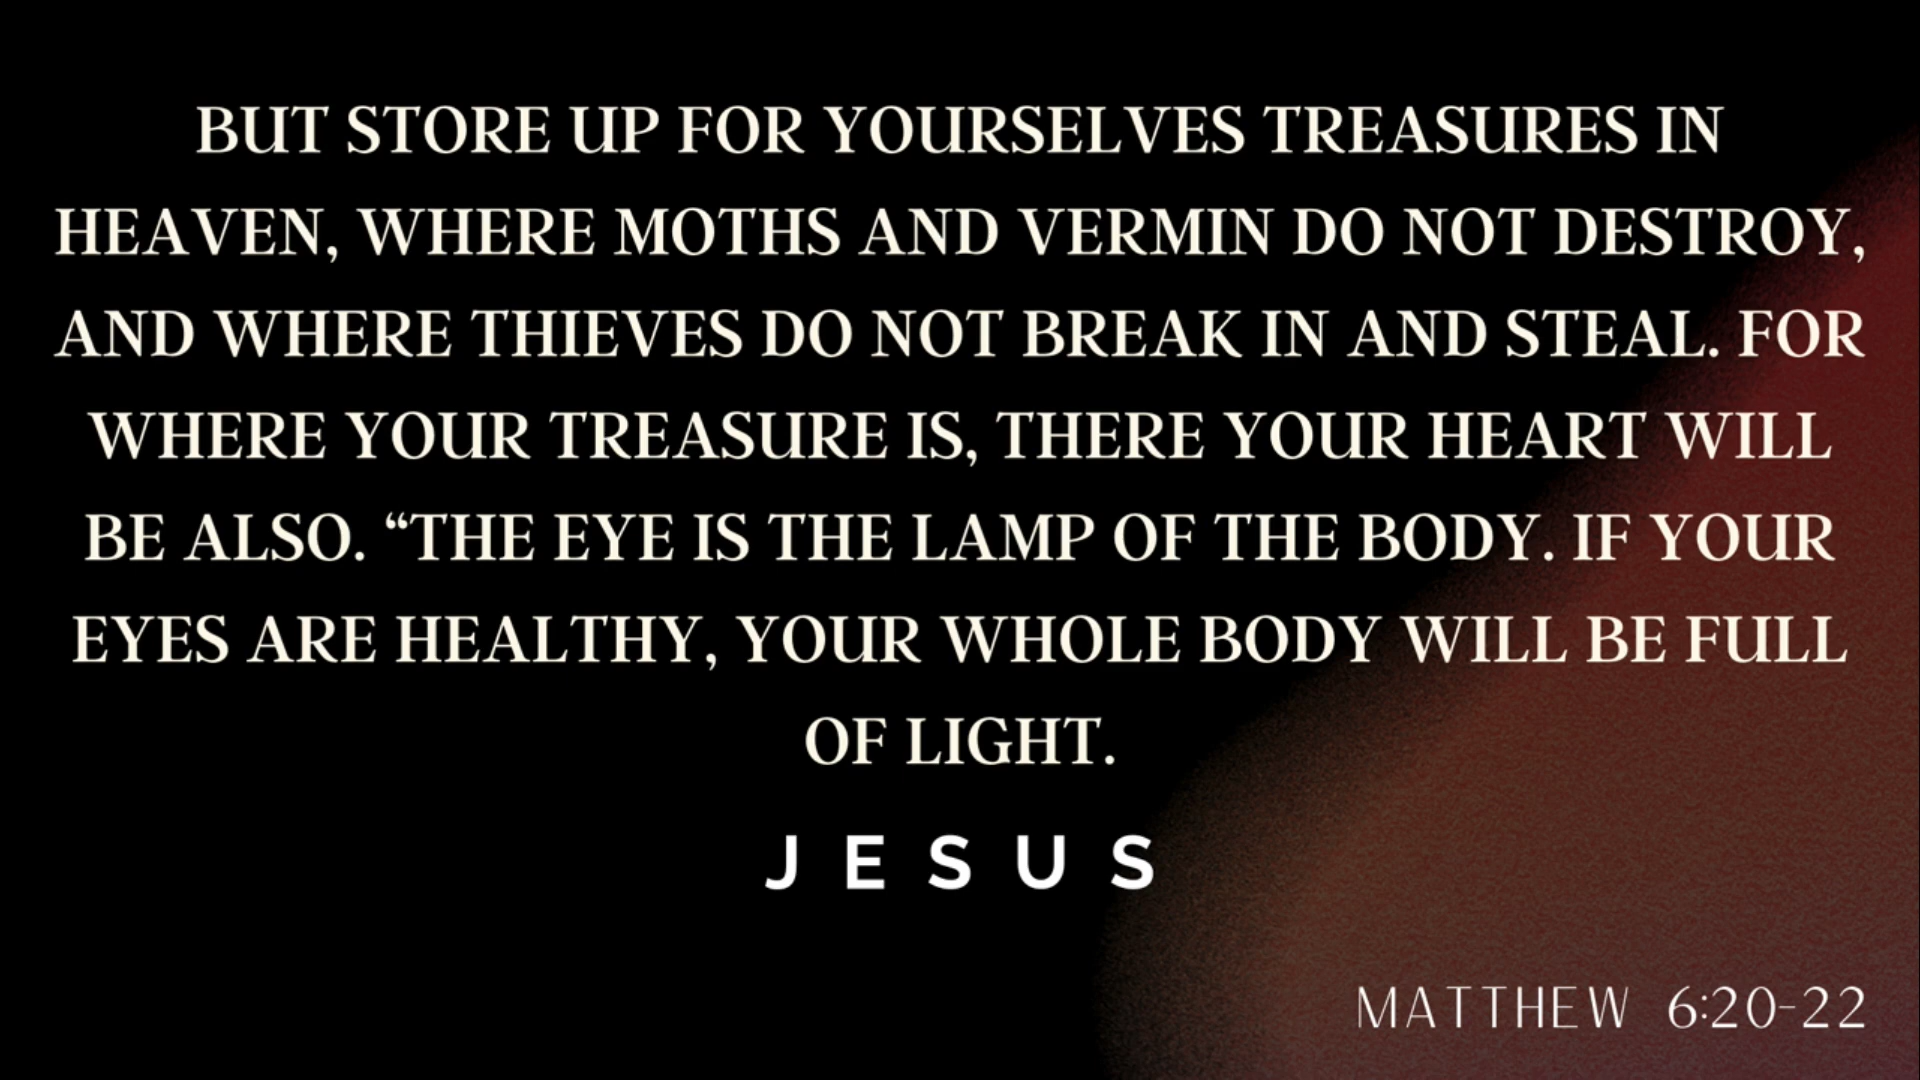 BUT STORE UP FOR YOURSELVES TREASURES IN
HEAVEN, WHERE MOTHS AND VERMIN DO NOT DESTROY,
AND WHERE THIEVES DO NOT BREAK IN AND STEAL. FOR
WHERE YOUR TREASURE IS, THERE YOUR HEART WILL
BE ALSO. “THE EYE IS THE LAMP OF THE BODY. IF YOUR
EYES ARE HEALTHY, YOUR WHOLE BODY WILL BE FULL
OF LIGHT.
JESUS
MATTHEW 6:20-22